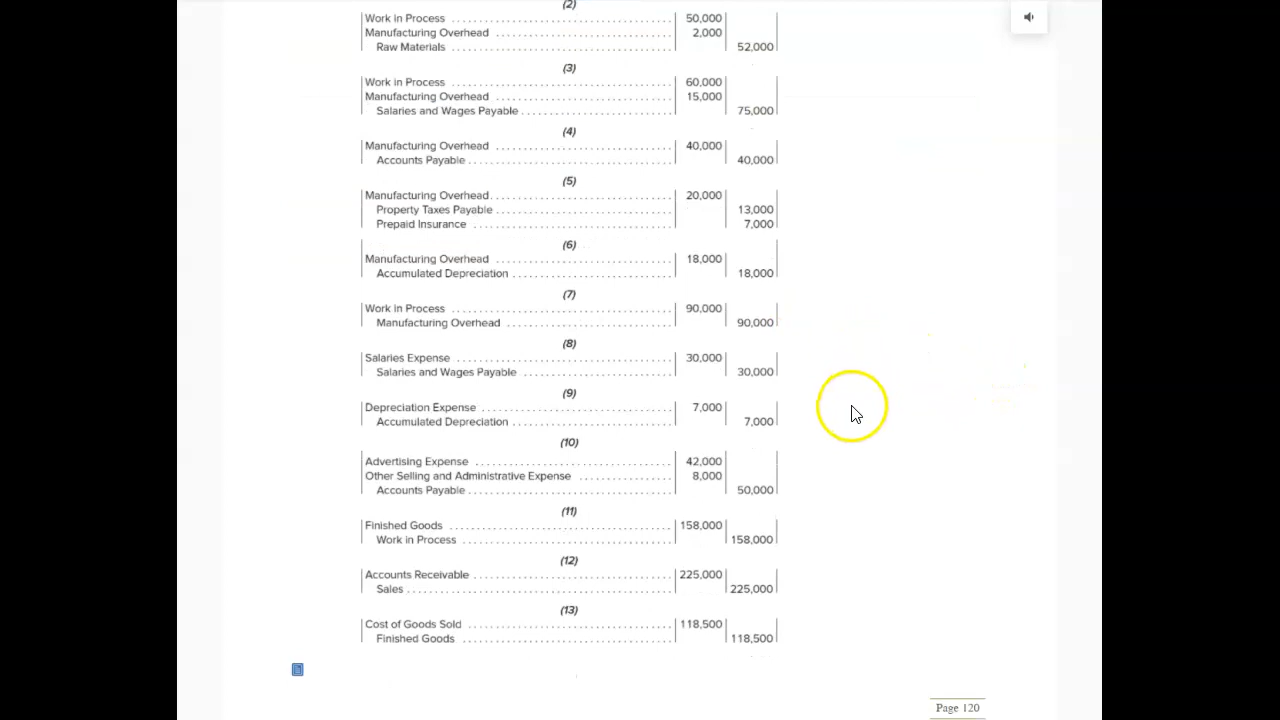 (2)
Work in Process 50,000
Manufacturing Overhead 2,000
Raw Materials 52,000
(3)
Work in Process 60,000
Manufacturing Overhead 15,000
Salaries and Wages Payable 75,000
(4)
Manufacturing Overhead 40,000
Accounts Payable 40,000
(5)
Manufacturing Overhead 20,000
Property Taxes Payable 13,000
Prepaid Insurance 7,000
(6)
Manufacturing Overhead 18,000
Accumulated Depreciation 18,000
(7)
Work in Process 90,000
Manufacturing Overhead 90,000
(8)
Salaries Expense 30,000
Salaries and Wages Payable 30,000
(9)
Depreciation Expense 7,000
Accumulated Depreciation 7,000
(10)
Advertising Expense 42,000
Other Selling and Administrative Expense 8,000
Accounts Payable 50,000
(11)
Finished Goods 158,000
Work in Process 158,000
(12)
Accounts Receivable 225,000
Sales 225,000
(13)
Cost of Goods Sold 118,500
Finished Goods 118,500
Page 120